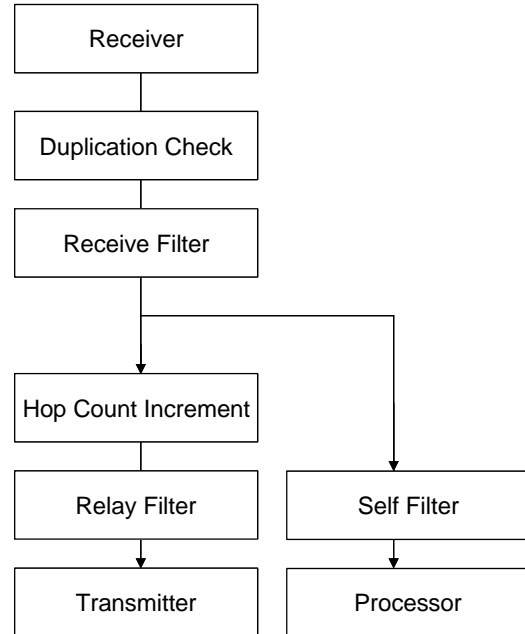 Receiver
Duplication Check
Receive Filter
Hop Count Increment
Relay Filter
Self Filter
Transmitter
Processor